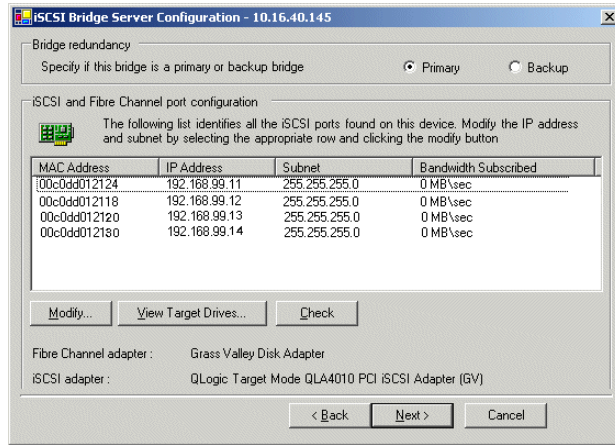 iSCSI Bridge Server Configuration - 10.16.40.145
Bridge redundancy
Specify if this bridge is a primary or backup bridge Primary Backup
iSCSI and Fibre Channel port configuration
The following list identifies all the iSCSI ports found on this device. Modify the IP address
and subnet by selecting the appropriate row and clicking the modify button
MAC Address IP Address Subnet Bandwidth Subscribed
00c0dd012124 192.168.99.11 255.255.255.0 0 MB\sec
00c0dd012118 192.168.99.12 255.255.255.0 0 MB\sec
00c0dd012120 192.168.99.13 255.255.255.0 0 MB\sec
00c0dd012130 192.168.99.14 255.255.255.0 0 MB\sec
Modify... View Target Drives... Check
Fibre Channel adapter : Grass Valley Disk Adapter
iSCSI adapter : QLogic Target Mode QLA4010 PCI iSCSI Adapter (GV)
< Back Next > Cancel